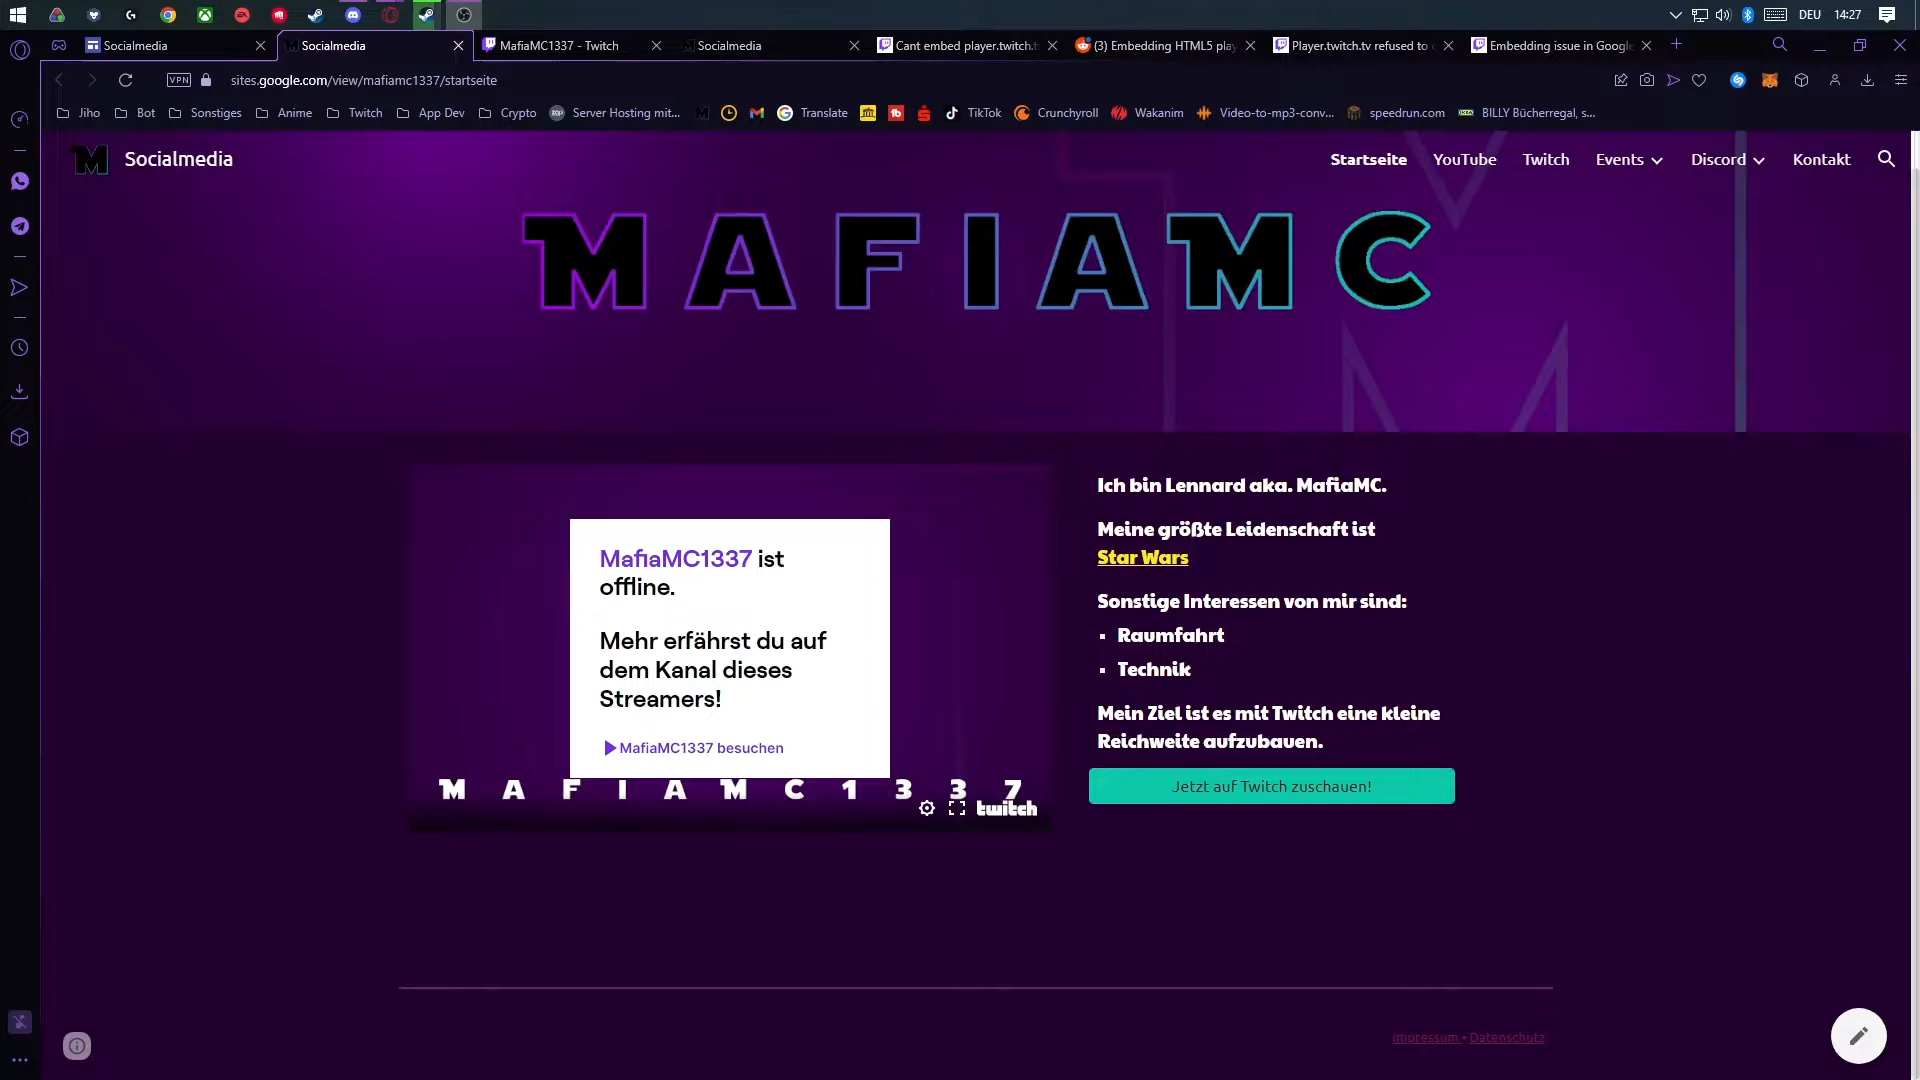 DEU 14:27
Socialmedia
Socialmedia
MafiaMC1337 - Twitch
Socialmedia
Cant embed player.twitch.t
(3) Embedding HTML5 play
Player.twitch.tv refused to c
Embedding issue in Google
VPN sites.google.com/view/mafiamc1337/startseite
Jiho Bot Sonstiges Anime Twitch App Dev Crypto Server Hosting mit... Translate TikTok Crunchyroll Wakanim Video-to-mp3-conv... speedrun.com BILLY Bücherregal, s...
Socialmedia
Startseite YouTube Twitch Events Discord Kontakt
MAFIAMC
MafiaMC1337 ist
offline.
Mehr erfährst du auf
dem Kanal dieses
Streamers!
MafiaMC1337 besuchen
MAFIAMC1337
twitch
Ich bin Lennard aka. MafiaMC.
Meine größte Leidenschaft ist
Star Wars
Sonstige Interessen von mir sind:
▪ Raumfahrt
▪ Technik
Mein Ziel ist es mit Twitch eine kleine
Reichweite aufzubauen.
Jetzt auf Twitch zuschauen!
Impressum • Datenschutz